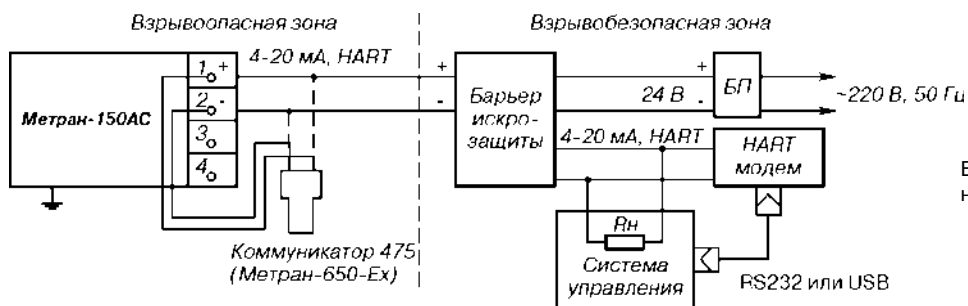 Взрывоопасная зона
Взрывобезопасная зона
Метран-150АС
1 +
2 -
3
4
4-20 мА, HART
Коммуникатор 475
(Метран-650-Ех)
+
-
Барьер
искро-
защиты
+
24 В -
БП
~220 В, 50 Гц
4-20 мА, HART
HART
модем
Rн
Система
управления
RS232 или USB